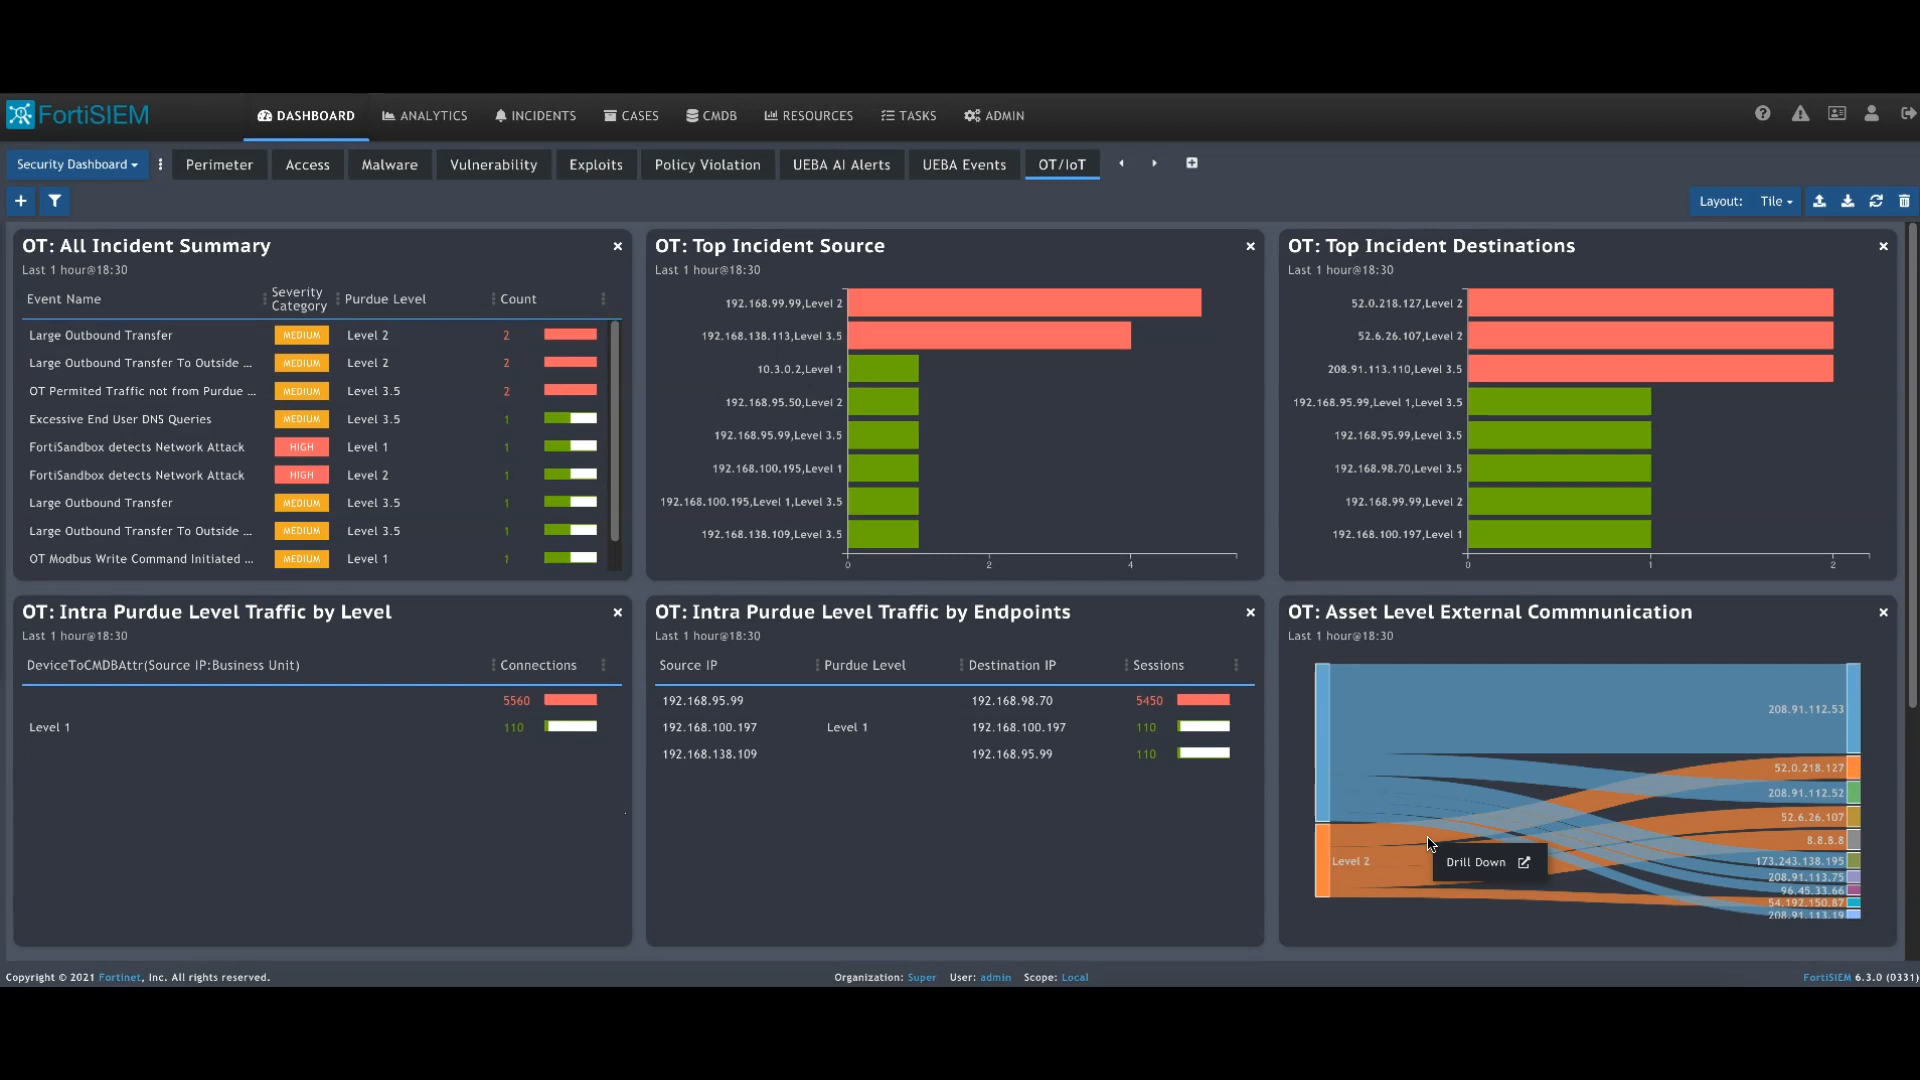 FortiSIEM
DASHBOARD ANALYTICS INCIDENTS CASES CMDB RESOURCES TASKS ADMIN
Security Dashboard Perimeter Access Malware Vulnerability Exploits Policy Violation UEBA AI Alerts UEBA Events OT/IoT
Layout: Tile
OT: All Incident Summary
Last 1 hour@18:30
Event Name Severity Category Purdue Level Count
Large Outbound Transfer MEDIUM Level 2 2
Large Outbound Transfer To Outside ... MEDIUM Level 2 2
OT Permited Traffic not from Purdue ... MEDIUM Level 3.5 2
Excessive End User DNS Queries MEDIUM Level 3.5 1
FortiSandbox detects Network Attack HIGH Level 1 1
FortiSandbox detects Network Attack HIGH Level 2 1
Large Outbound Transfer MEDIUM Level 3.5 1
Large Outbound Transfer To Outside ... MEDIUM Level 3.5 1
OT Modbus Write Command Initiated ... MEDIUM Level 1 1
OT: Top Incident Source
Last 1 hour@18:30
192.168.99.99,Level 2
192.168.138.113,Level 3.5
10.3.0.2,Level 1
192.168.95.50,Level 2
192.168.95.99,Level 3.5
192.168.100.195,Level 1
192.168.100.195,Level 1,Level 3.5
192.168.138.109,Level 3.5
0 2 4
OT: Top Incident Destinations
Last 1 hour@18:30
52.0.218.127,Level 2
52.6.26.107,Level 2
208.91.113.110,Level 3.5
192.168.95.99,Level 1,Level 3.5
192.168.95.99,Level 3.5
192.168.98.70,Level 3.5
192.168.99.99,Level 2
192.168.100.197,Level 1
0 1 2
OT: Intra Purdue Level Traffic by Level
Last 1 hour@18:30
DeviceToCMDBAttr(Source IP:Business Unit) Connections
5560
Level 1 110
OT: Intra Purdue Level Traffic by Endpoints
Last 1 hour@18:30
Source IP Purdue Level Destination IP Sessions
192.168.95.99 192.168.98.70 5450
192.168.100.197 Level 1 192.168.100.197 110
192.168.138.109 192.168.95.99 110
OT: Asset Level External Commnunication
Last 1 hour@18:30
208.91.112.53
52.0.218.127
208.91.112.52
52.6.26.107
8.8.8.8
Level 2
Drill Down
173.243.138.195
208.91.113.75
96.45.33.66
54.192.150.87
208.91.113.19
Copyright © 2021 Fortinet, Inc. All rights reserved. Organization: Super User: admin Scope: Local FortiSIEM 6.3.0 (0331)